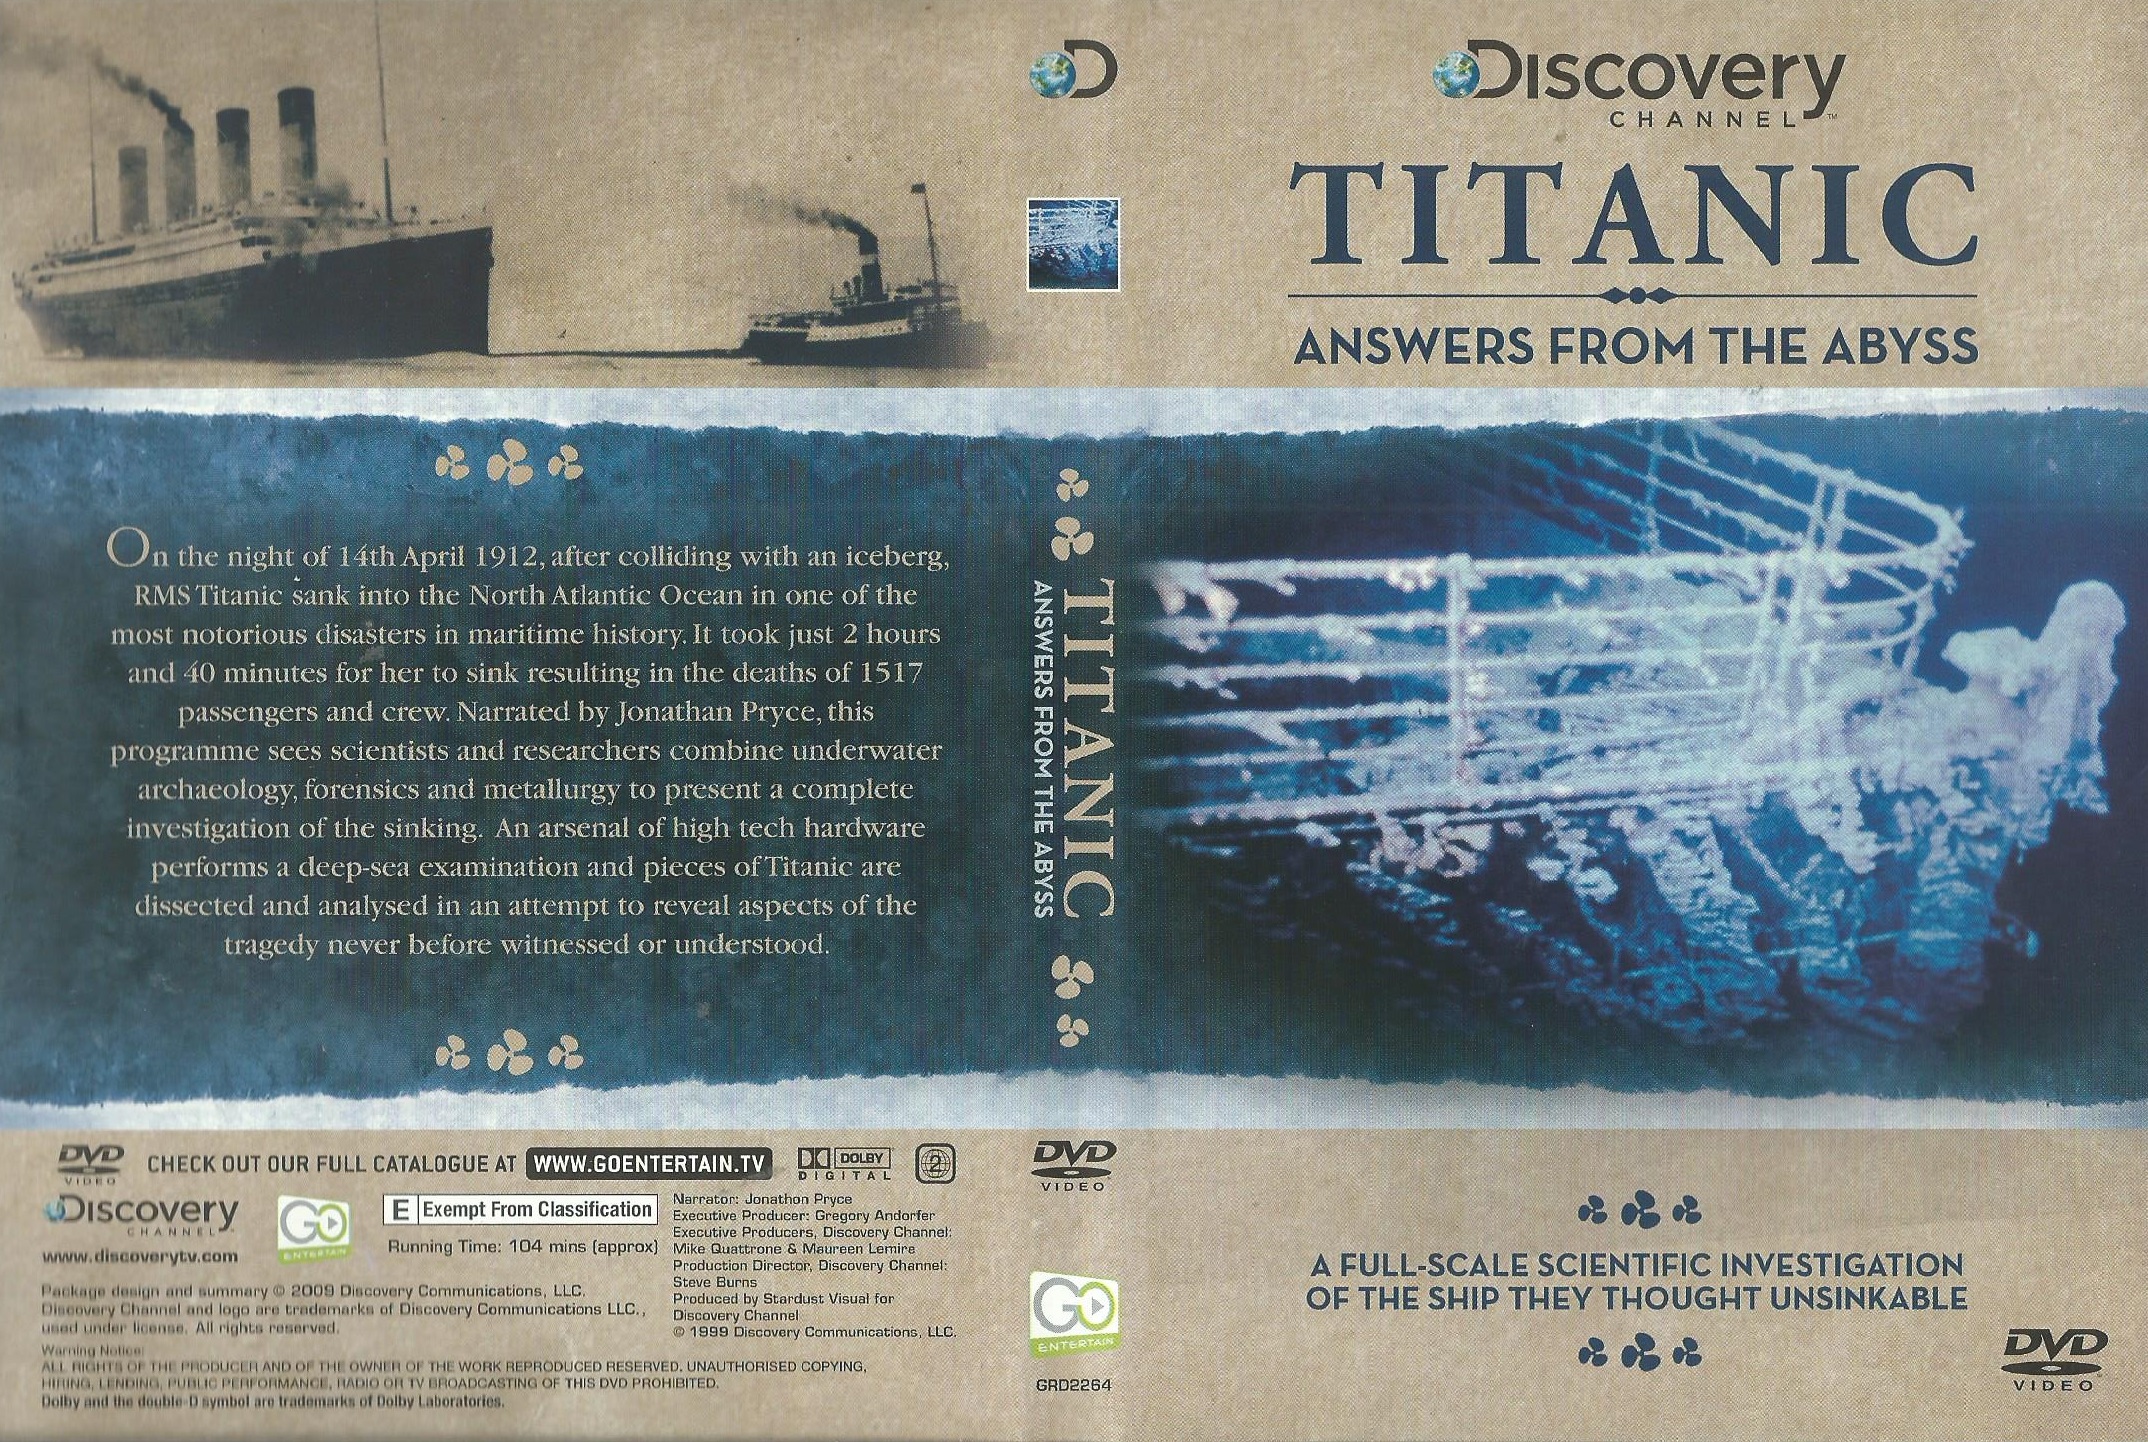 On the night of 14th April 1912, after colliding with an iceberg,
RMS Titanic sank into the North Atlantic Ocean in one of the
most notorious disasters in maritime history. It took just 2 hours
and 40 minutes for her to sink resulting in the deaths of 1517
passengers and crew. Narrated by Jonathan Pryce, this
programme sees scientists and researchers combine underwater
archaeology, forensics and metallurgy to present a complete
investigation of the sinking. An arsenal of high tech hardware
performs a deep-sea examination and pieces of Titanic are
dissected and analysed in an attempt to reveal aspects of the
tragedy never before witnessed or understood.
DVD
VIDEO
CHECK OUT OUR FULL CATALOGUE AT WWW.GOENTERTAIN.TV
DOLBY
DIGITAL
2
Discovery
CHANNEL
www.discoverytv.com
GO
ENTERTAIN
E Exempt From Classification
Running Time: 104 mins (approx)
Package design and summary © 2009 Discovery Communications, LLC.
Discovery Channel and logo are trademarks of Discovery Communications LLC.,
used under license. All rights reserved.
Warning Notice:
ALL RIGHTS OF THE PRODUCER AND OF THE OWNER OF THE WORK REPRODUCED RESERVED. UNAUTHORISED COPYING,
HIRING, LENDING, PUBLIC PERFORMANCE, RADIO OR TV BROADCASTING OF THIS DVD PROHIBITED.
Dolby and the double-D symbol are trademarks of Dolby Laboratories.
Narrator: Jonathon Pryce
Executive Producer: Gregory Andorfer
Executive Producers, Discovery Channel:
Mike Quattrone & Maureen Lemire
Production Director, Discovery Channel:
Steve Burns
Produced by Stardust Visual for
Discovery Channel
© 1999 Discovery Communications, LLC.
D
TITANIC
ANSWERS FROM THE ABYSS
DVD
VIDEO
GO
ENTERTAIN
GRD2264
Discovery
CHANNEL™
TITANIC
ANSWERS FROM THE ABYSS
A FULL-SCALE SCIENTIFIC INVESTIGATION
OF THE SHIP THEY THOUGHT UNSINKABLE
DVD
VIDEO